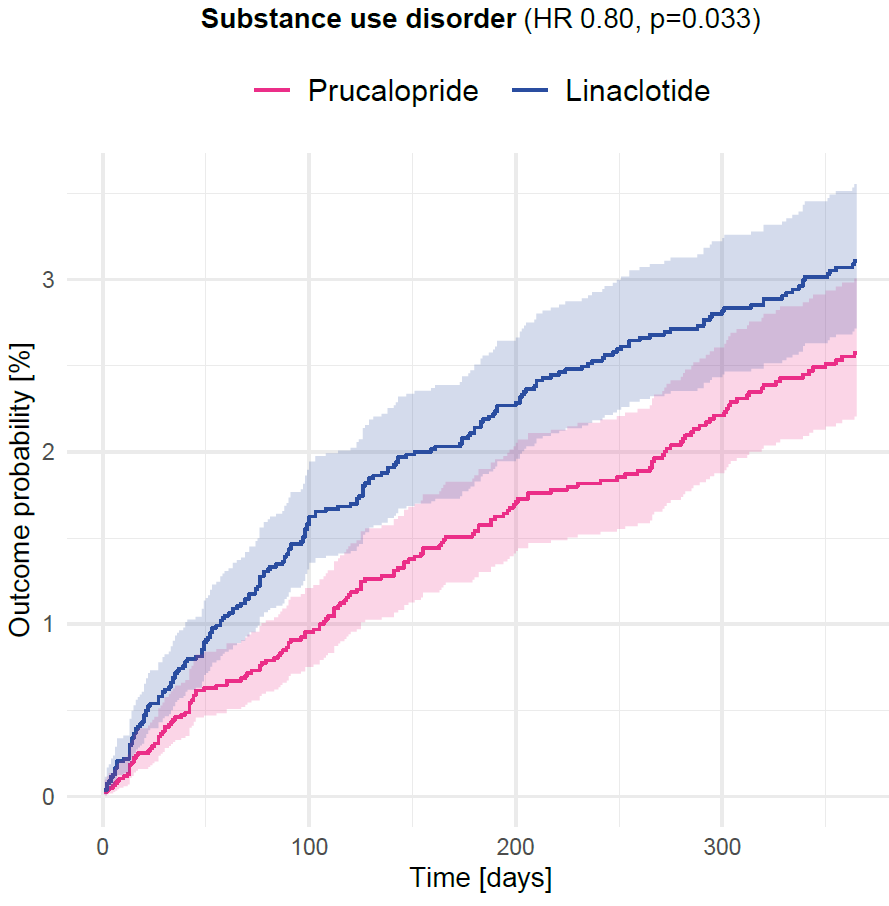 Substance use disorder (HR 0.80, p=0.033)
Prucalopride Linaclotide
Outcome probability [%]
3
2
1
0
0 100 200 300
Time [days]